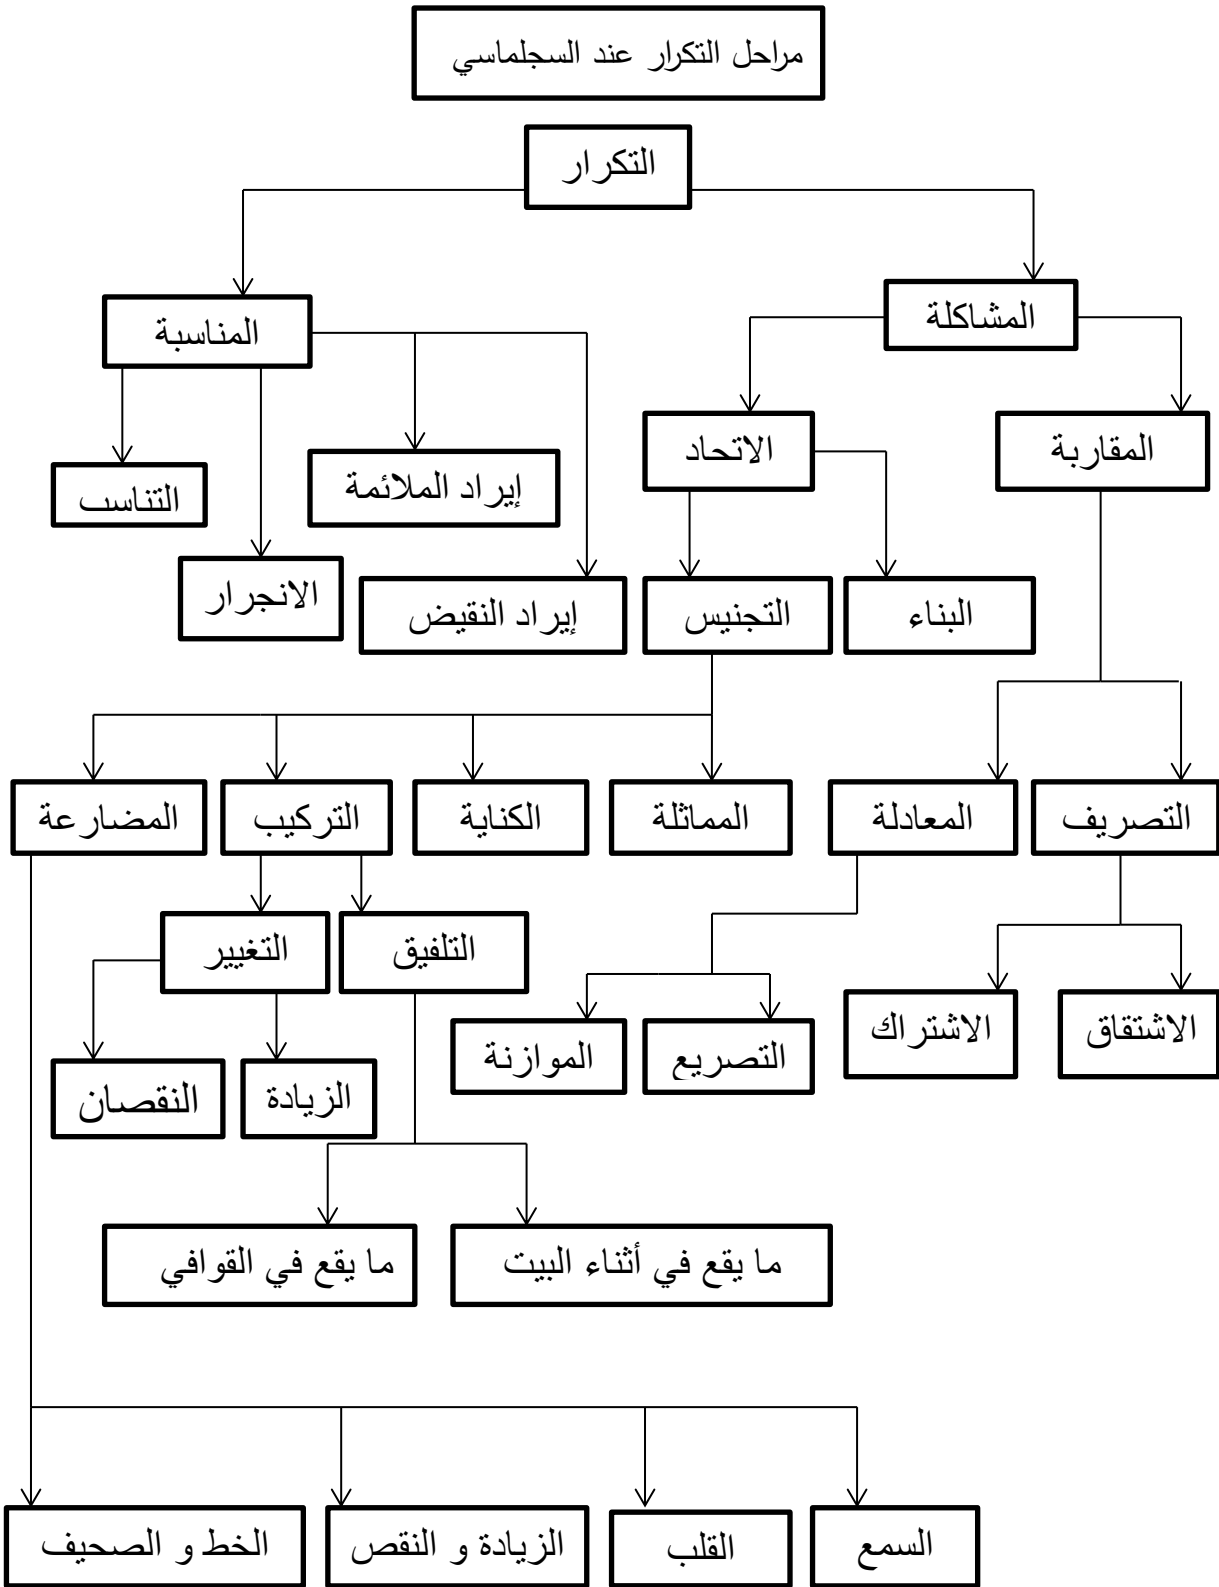 مراحل التكرار عند السجلماسي
التكرار
المشاكلة
المناسبة
المقاربة
الاتحاد
إيراد الملائمة
التناسب
البناء
التجنيس
إيراد النقيض
الانجرار
التصريف
المعادلة
المماثلة
الكناية
التركيب
المضارعة
التلفيق
التغيير
الاشتقاق
الاشتراك
التصريع
الموازنة
الزيادة
النقصان
ما يقع في أثناء البيت
ما يقع في القوافي
السمع
القلب
الزيادة و النقص
الخط و الصحيف